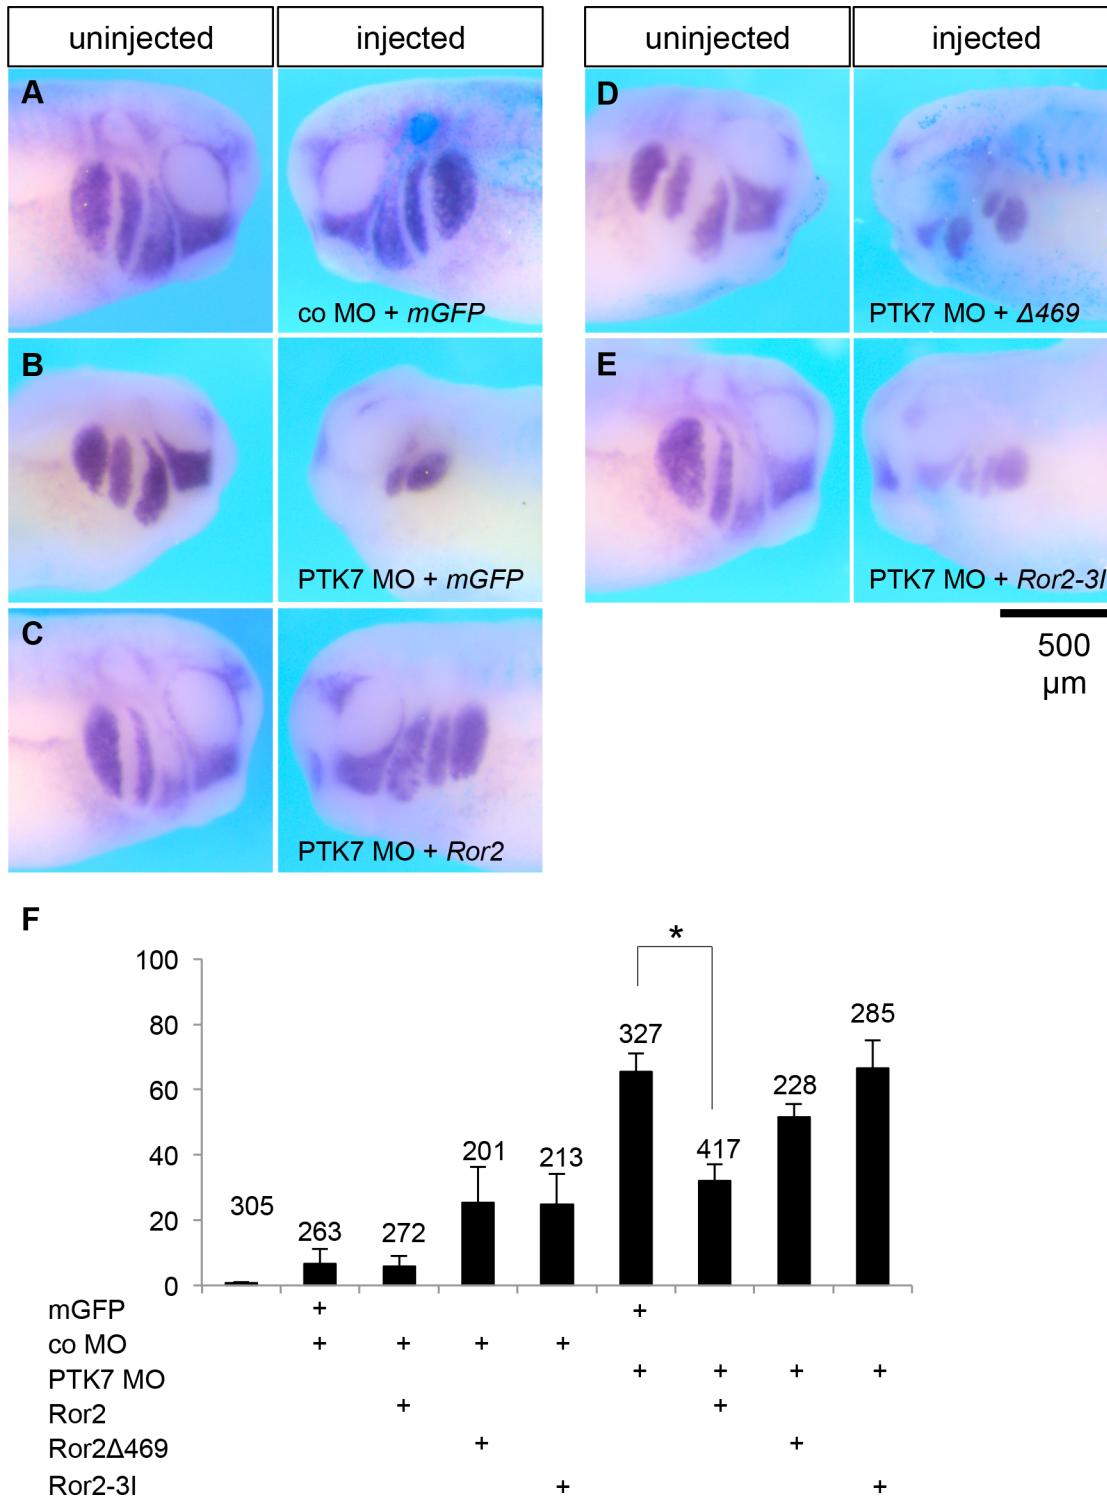 uninjected injected
uninjected injected
A
co MO + mGFP
B
PTK7 MO + mGFP
C
PTK7 MO + Ror2
D
PTK7 MO + Δ469
E
PTK7 MO + Ror2-3I
500
µm
F
*
100
80
60
40
20
0
305
263
272
201
213
327
417
228
285
mGFP + +
co MO + + + +
PTK7 MO + + + +
Ror2 + +
Ror2Δ469 + +
Ror2-3I + +